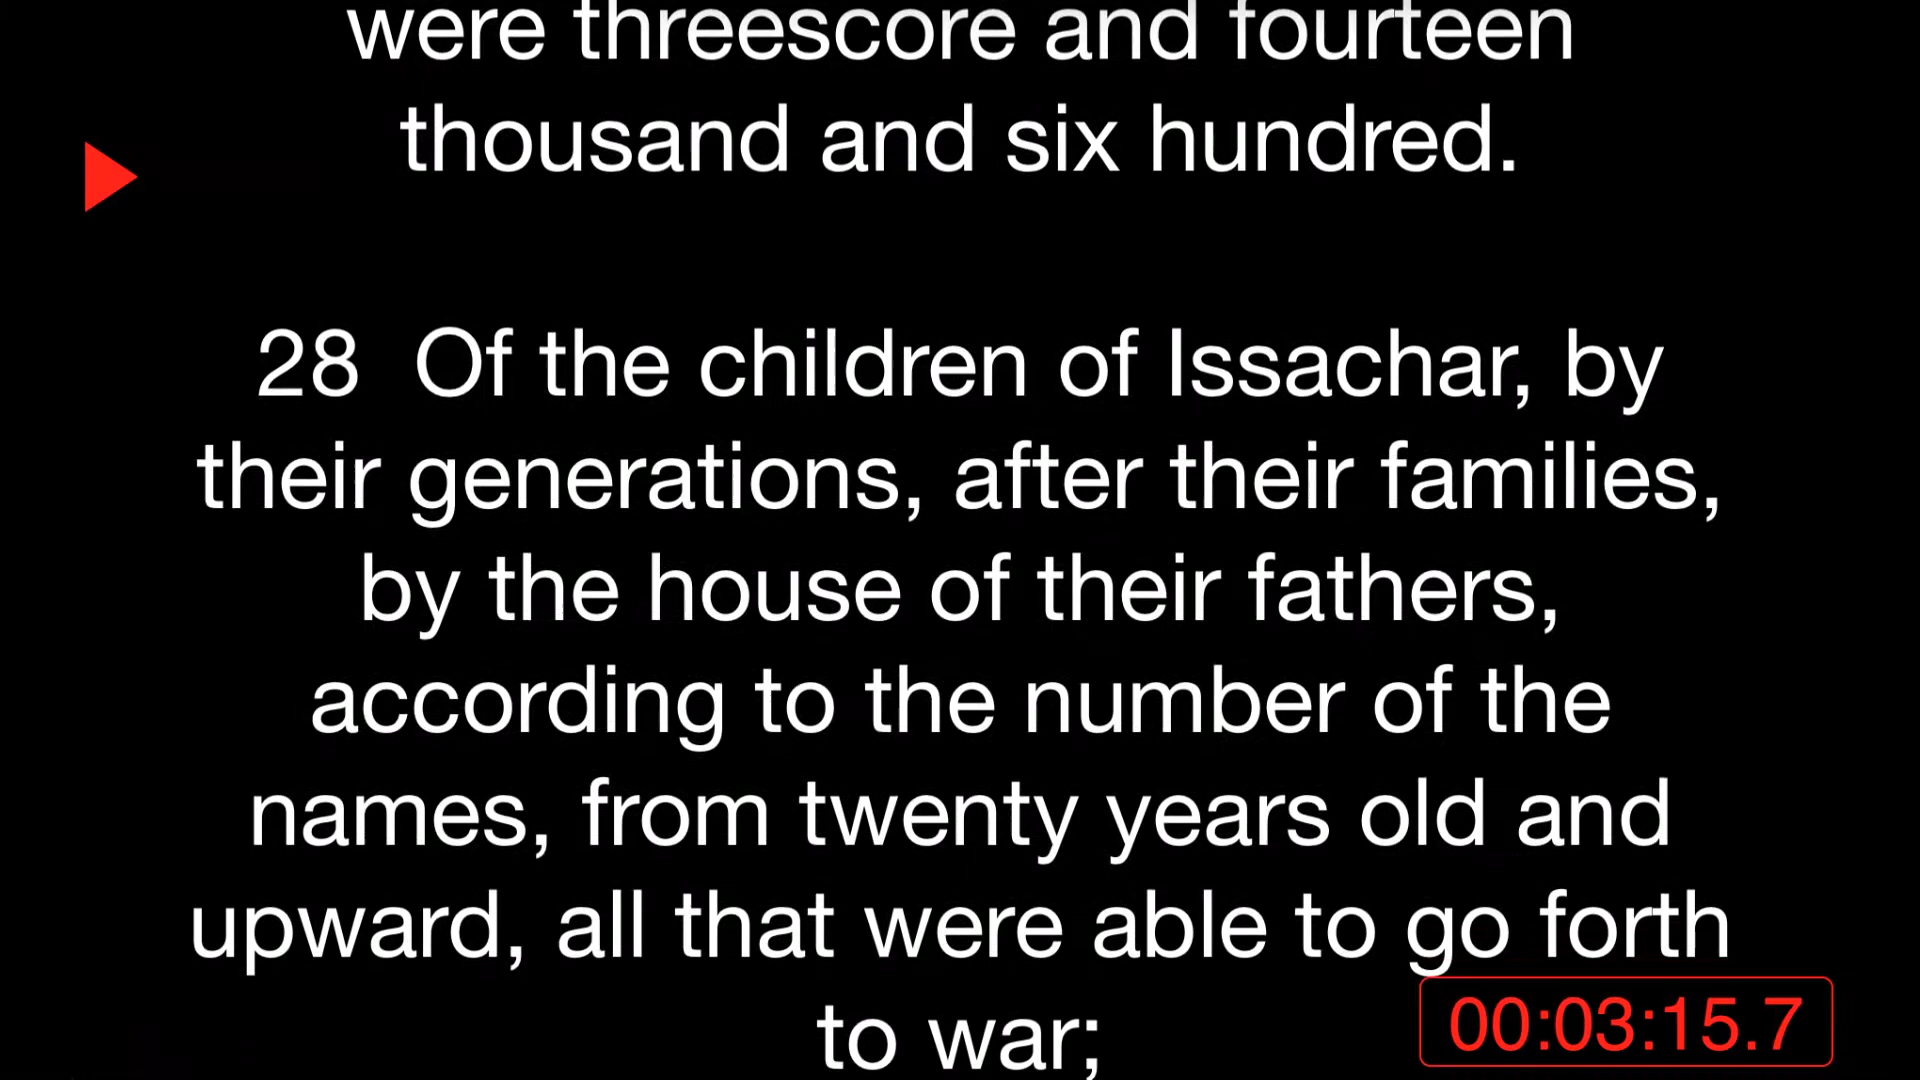 were threescore and fourteen
thousand and six hundred.
28 Of the children of Issachar, by
their generations, after their families,
by the house of their fathers,
according to the number of the
names, from twenty years old and
upward, all that were able to go forth
to war;
00:03:15.7